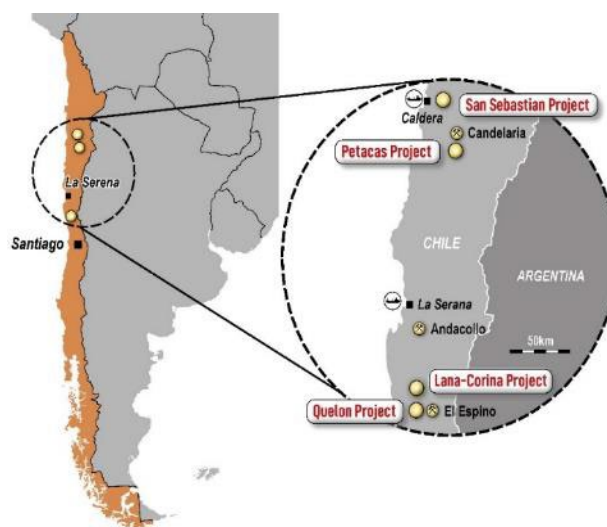 La Serena
Santiago
San Sebastian Project
Caldera
Candelaria
Petacas Project
CHILE
ARGENTINA
La Serana
Andacollo
50km
Lana-Corina Project
Quelon Project
El Espino